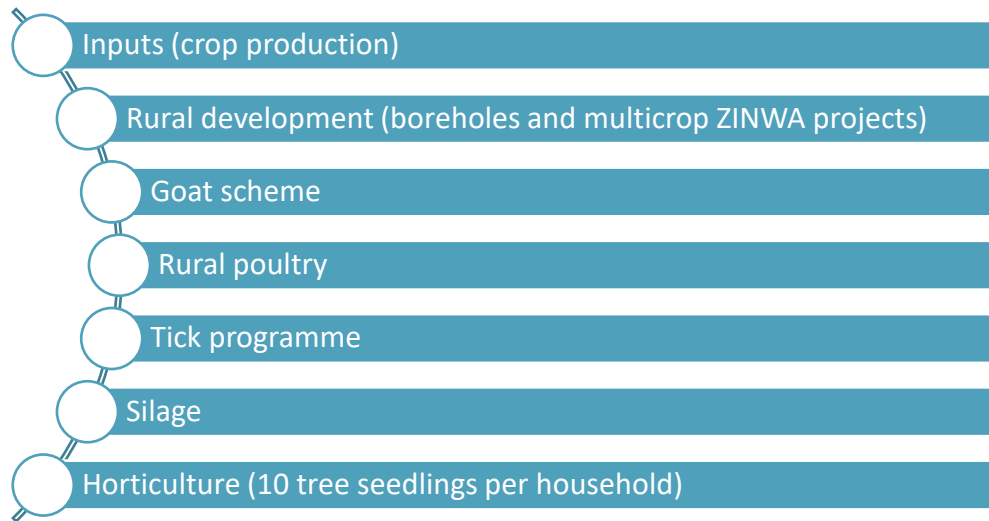 Inputs (crop production)
Rural development (boreholes and multicrop ZINWA projects)
Goat scheme
Rural poultry
Tick programme
Silage
Horticulture (10 tree seedlings per household)